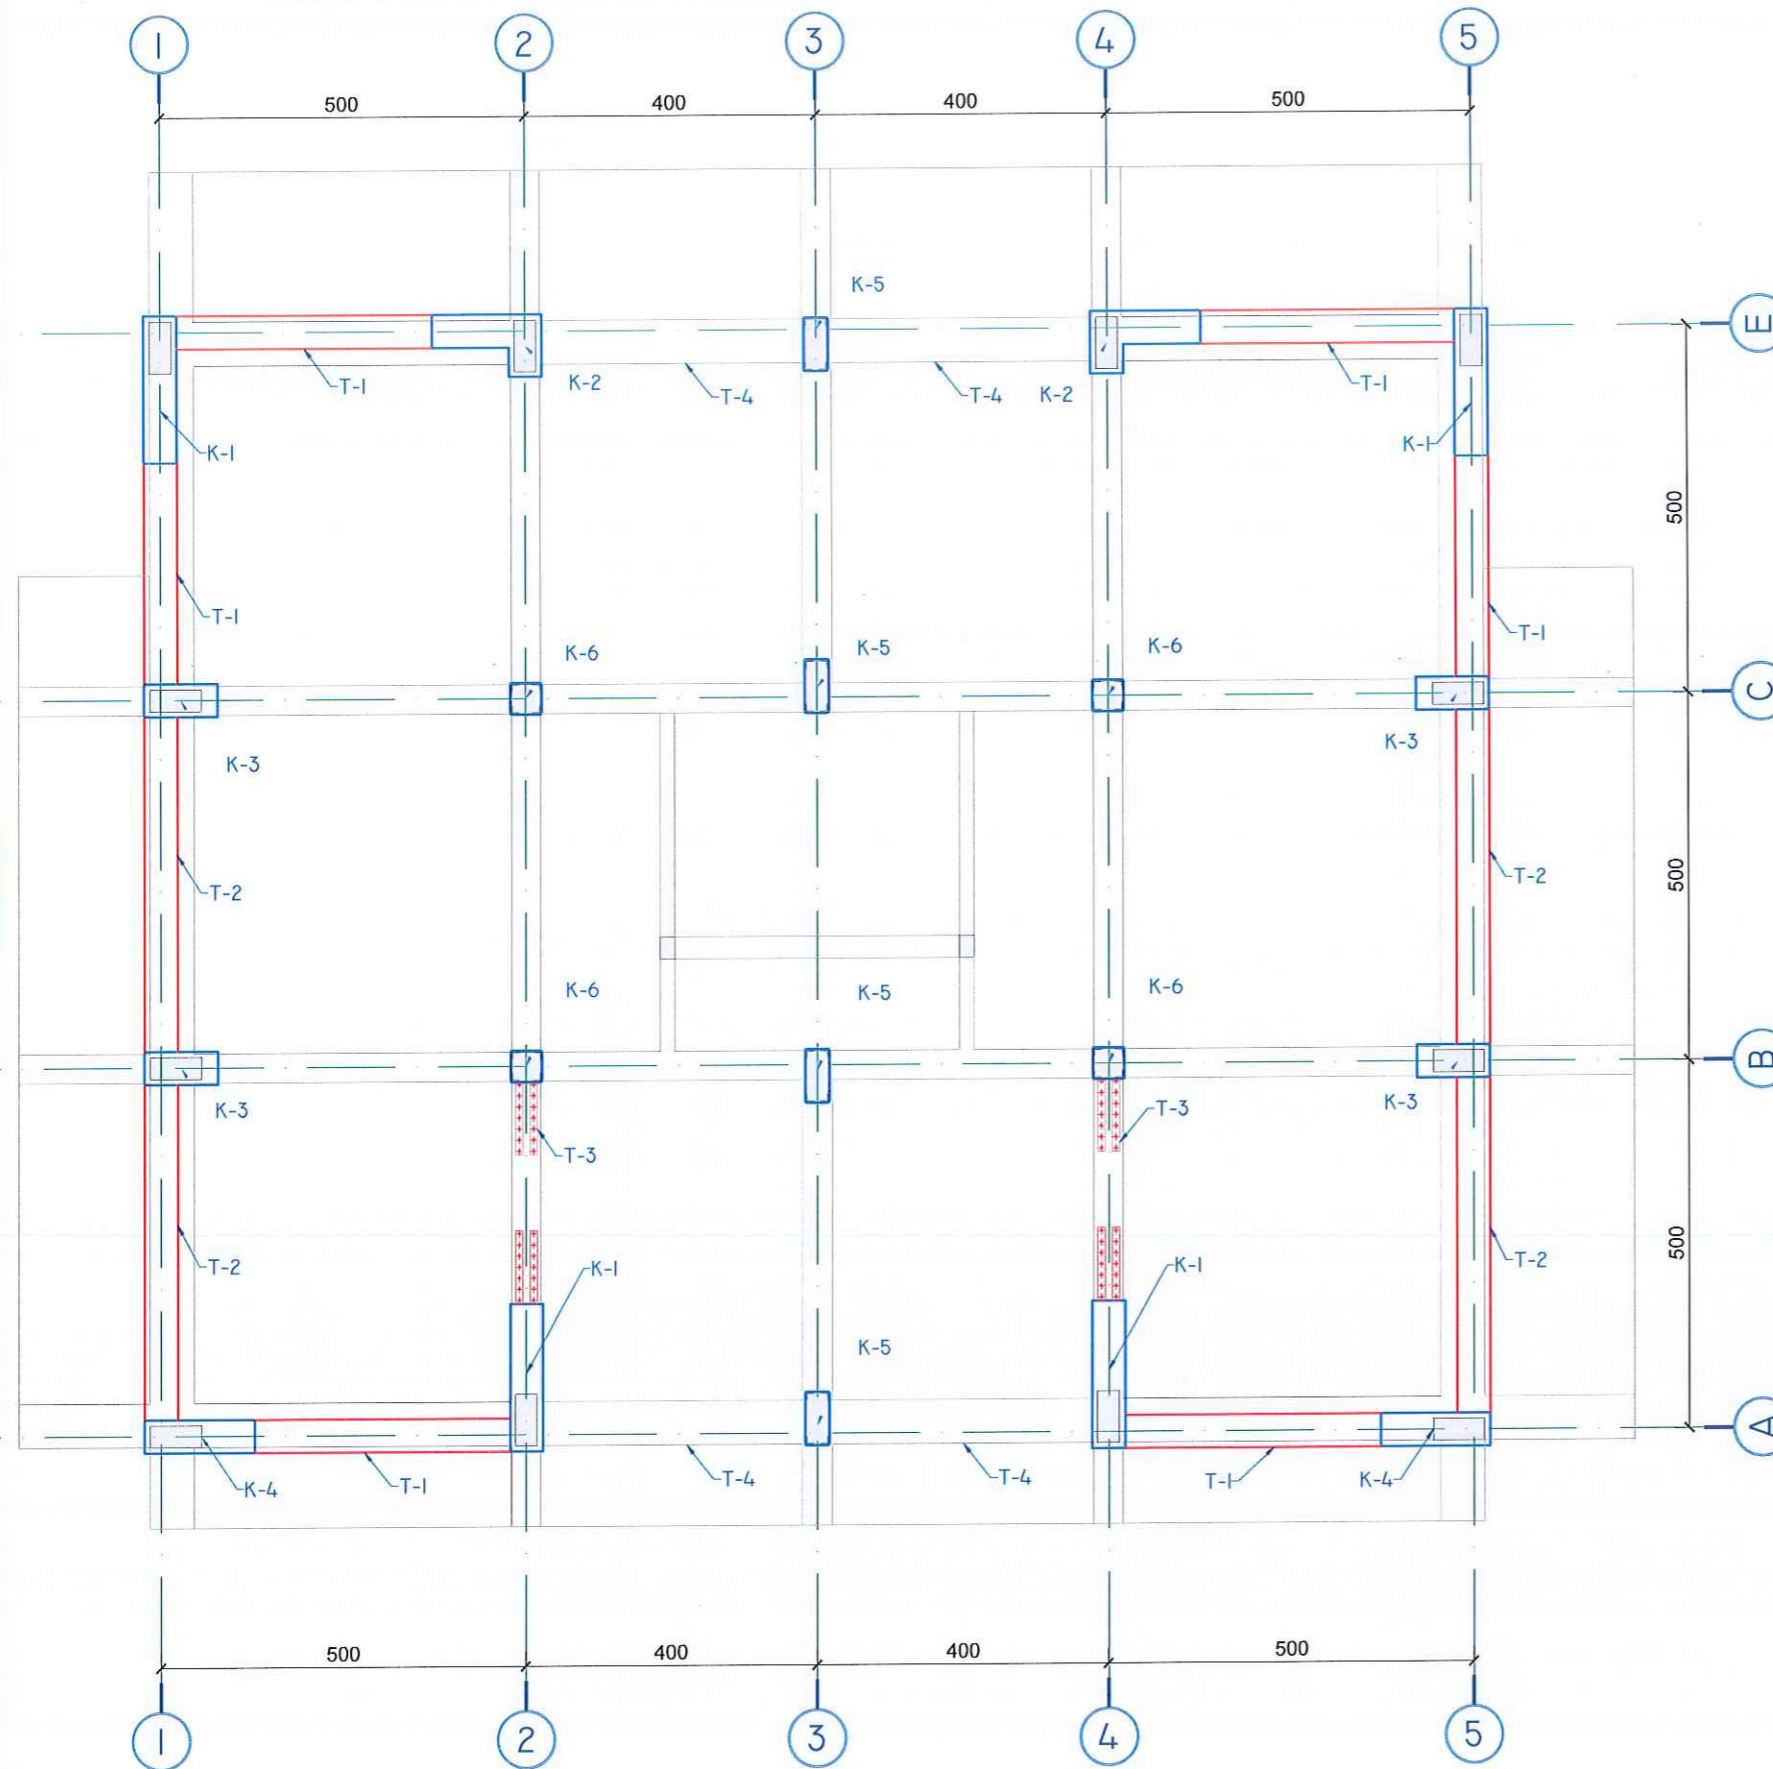 1 2 3 4 5
500 400 400 500
K-5
E
K-2 K-2
T-1 T-4 T-4 T-1
K-1 K-1
500
T-1 T-1
K-6 K-5 K-6
C
K-3 K-3
T-2 500 T-2
K-6 K-5 K-6
B
K-3 K-3
T-3 T-3
500
T-2 K-1 K-1 T-2
K-5
A
K-4 T-1 T-4 T-4 T-1 K-4
500 400 400 500
1 2 3 4 5